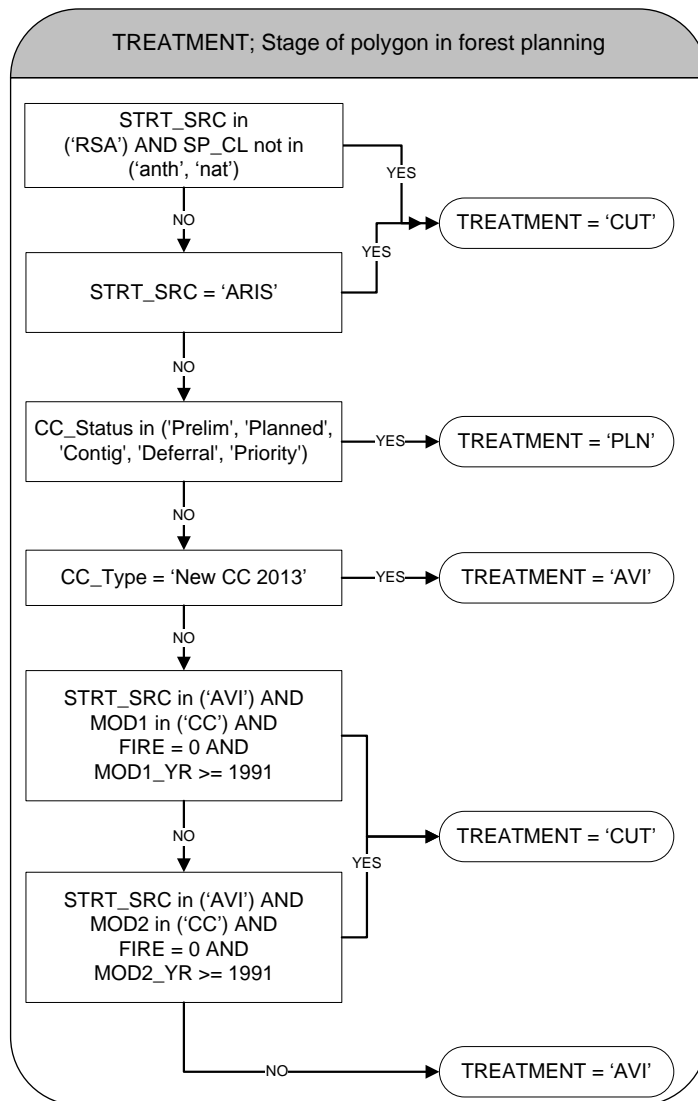 TREATMENT; Stage of polygon in forest planning
STRT_SRC in
(‘RSA’) AND SP_CL not in
(‘anth’, ‘nat’)
YES
TREATMENT = ‘CUT’
NO
YES
STRT_SRC = ‘ARIS’
NO
CC_Status in ('Prelim', 'Planned',
'Contig', 'Deferral', 'Priority')
YES
TREATMENT = ‘PLN’
NO
CC_Type = ‘New CC 2013’
YES
TREATMENT = ‘AVI’
NO
STRT_SRC in (‘AVI’) AND
MOD1 in (‘CC’) AND
FIRE = 0 AND
MOD1_YR >= 1991
NO
TREATMENT = ‘CUT’
YES
STRT_SRC in (‘AVI’) AND
MOD2 in (‘CC’) AND
FIRE = 0 AND
MOD2_YR >= 1991
NO
TREATMENT = ‘AVI’